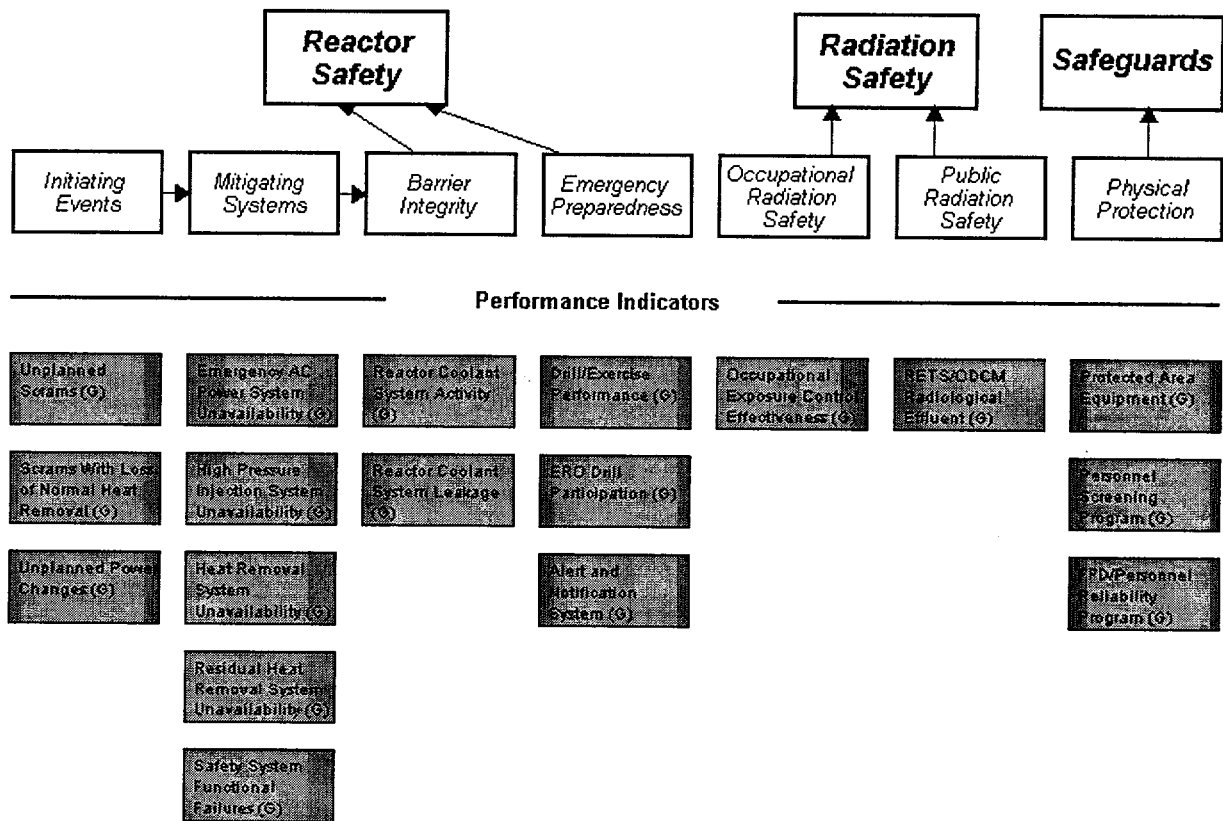 Reactor
Safety
Radiation
Safety
Safeguards
Initiating
Events
Mitigating
Systems
Barrier
Integrity
Emergency
Preparedness
Occupational
Radiation
Safety
Public
Radiation
Safety
Physical
Protection
Performance Indicators
Unplanned
Scrams (G)
Emergency AC
Power System
Unavailability (G)
Reactor Coolant
System Activity
(G)
Drill/Exercise
Performance (G)
Occupational
Exposure Control
Effectiveness (G)
RETS/ODCM
Radiological
Effluent (G)
Protected Area
Equipment (G)
Scrams With Loss
of Normal Heat
Removal (G)
High Pressure
Injection System
Unavailability (G)
Reactor Coolant
System Leakage
(G)
ERO Drill
Participation (G)
Personnel
Screening
Program (G)
Unplanned Power
Changes (G)
Heat Removal
System
Unavailability (G)
Alert and
Notification
System (G)
FFD/Personnel
Reliability
Program (G)
Residual Heat
Removal System
Unavailability (G)
Safety System
Functional
Failures (G)